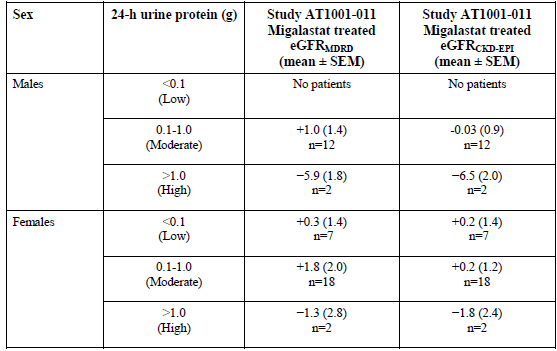 Sex 24-h urine protein (g) Study AT1001-011 Study AT1001-011
Migalastat treated Migalastat treated
eGFRMDRD eGFRCKD-EPI
(mean ± SEM) (mean ± SEM)
Males <0.1 No patients No patients
(Low)
0.1-1.0 +1.0 (1.4) -0.03 (0.9)
(Moderate) n=12 n=12
>1.0 −5.9 (1.8) −6.5 (2.0)
(High) n=2 n=2
Females <0.1 +0.3 (1.4) +0.2 (1.4)
(Low) n=7 n=7
0.1-1.0 +1.8 (2.0) +0.2 (1.2)
(Moderate) n=18 n=18
>1.0 −1.3 (2.8) −1.8 (2.4)
(High) n=2 n=2